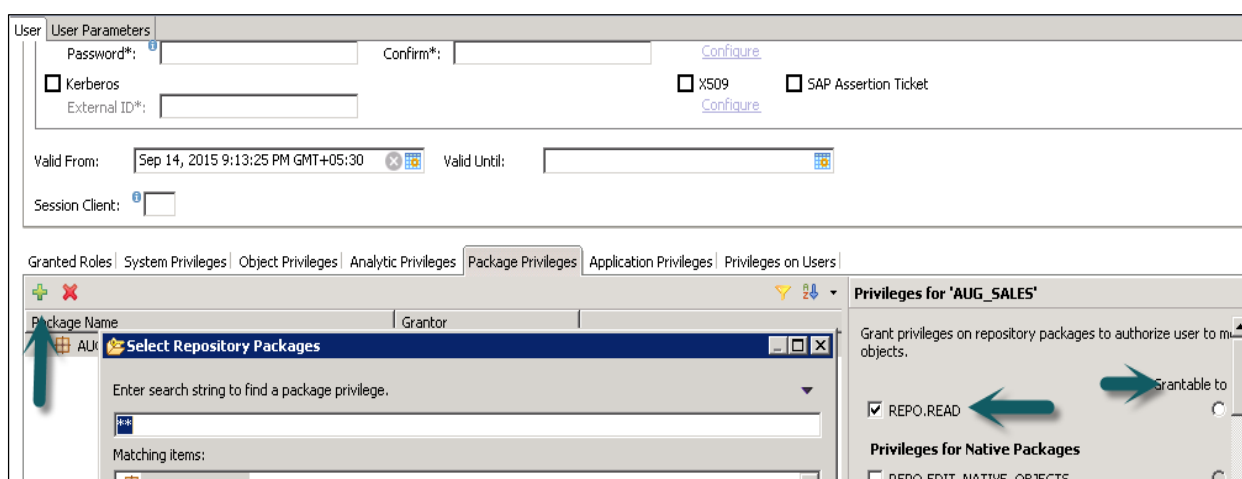 User User Parameters
Password*: Confirm*: Configure
Kerberos X509 SAP Assertion Ticket
External ID*: Configure
Valid From: Sep 14, 2015 9:13:25 PM GMT+05:30 Valid Until:
Session Client:
Granted Roles System Privileges Object Privileges Analytic Privileges Package Privileges Application Privileges Privileges on Users
Privileges for 'AUG_SALES'
Package Name Grantor
Grant privileges on repository packages to authorize user to
objects.
Select Repository Packages
Enter search string to find a package privilege.
Grantable to
**
REPO.READ
Matching items:
Privileges for Native Packages
REPO.EDIT_NATIVE_OBJECTS